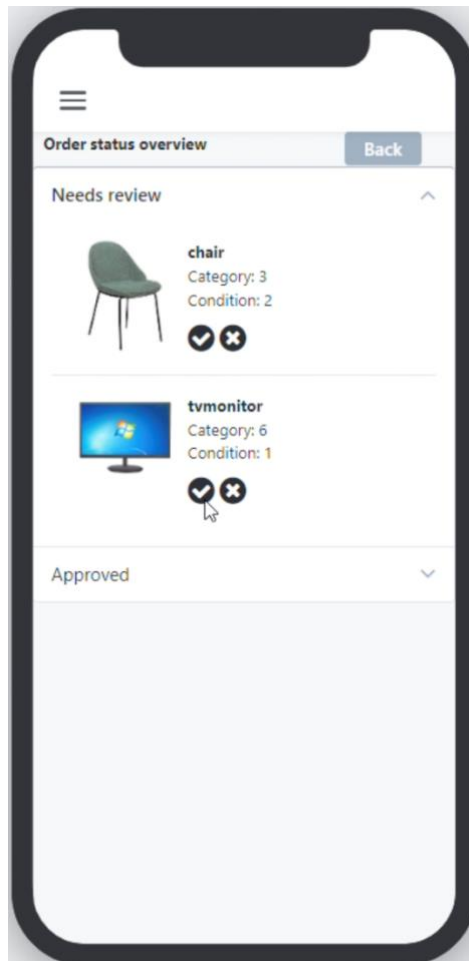 Order status overview
Back
Needs review
chair
Category: 3
Condition: 2
tvmonitor
Category: 6
Condition: 1
Approved